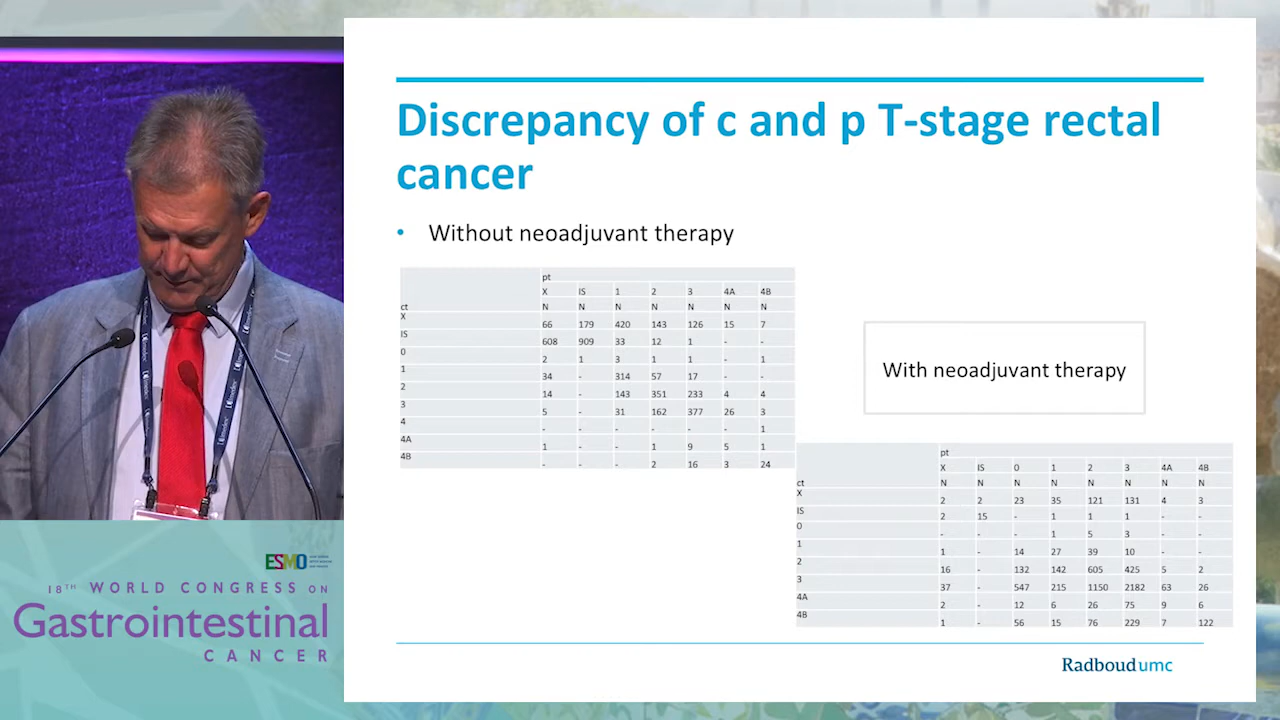 Discrepancy of c and p T-stage rectal
cancer
• Without neoadjuvant therapy
pt
X IS 1 2 3 4A 4B
ct N N N N N N N
X 66 179 420 143 126 15 7
IS 608 909 33 12 1 - -
0 2 1 3 1 1 - 1
1 34 - 314 57 17 - -
2 14 - 143 351 233 4 4
3 5 - 31 162 377 26 3
4 - - - - - - 1
4A 1 - - 1 9 5 1
4B - - - 2 16 3 24
With neoadjuvant therapy
pt
X IS 0 1 2 3 4A 4B
ct N N N N N N N N
X 2 2 23 35 121 131 4 3
IS 2 15 - 1 1 1 - -
0 - - - 1 5 3 - -
1 1 - 14 27 39 10 - -
2 16 - 132 142 605 425 5 2
3 37 - 547 215 1150 2182 63 26
4A 2 - 12 6 26 75 9 6
4B 1 - 56 15 76 229 7 122
Radboudumc
ESMO
18TH WORLD CONGRESS ON
Gastrointestinal
CANCER